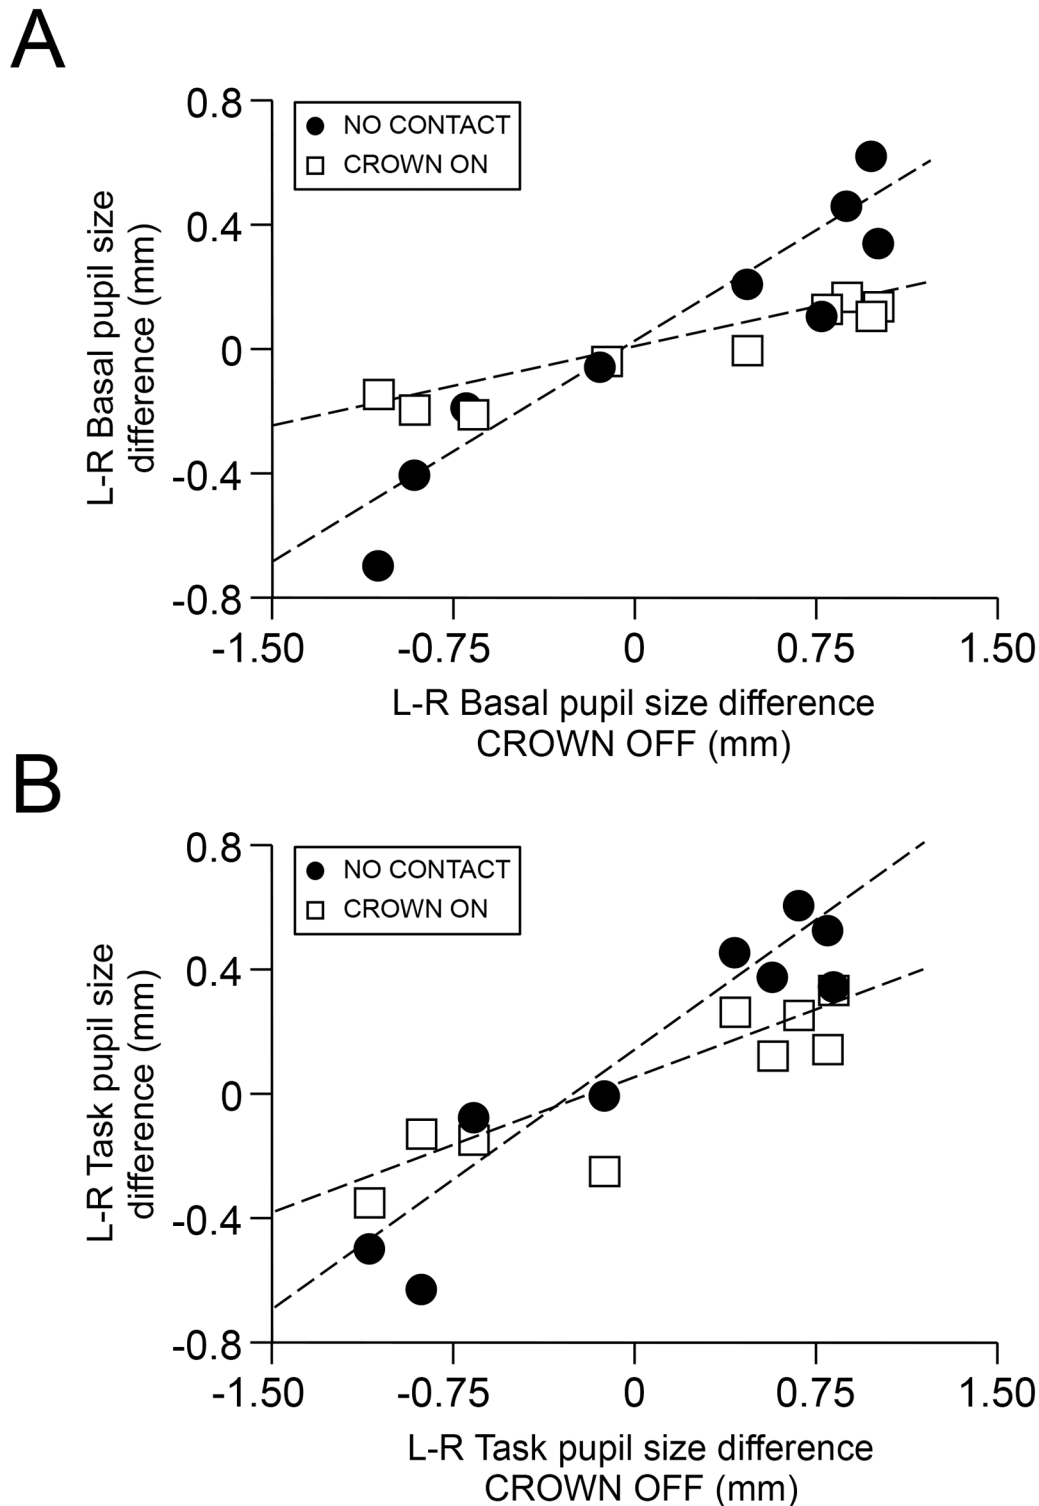 A
0.8
0.4
0
-0.4
-0.8
NO CONTACT
CROWN ON
L-R Basal pupil size
difference (mm)
-1.50
-0.75
0
0.75
1.50
L-R Basal pupil size difference
CROWN OFF (mm)
B
0.8
0.4
0
-0.4
-0.8
NO CONTACT
CROWN ON
L-R Task pupil size
difference (mm)
-1.50
-0.75
0
0.75
1.50
L-R Task pupil size difference
CROWN OFF (mm)